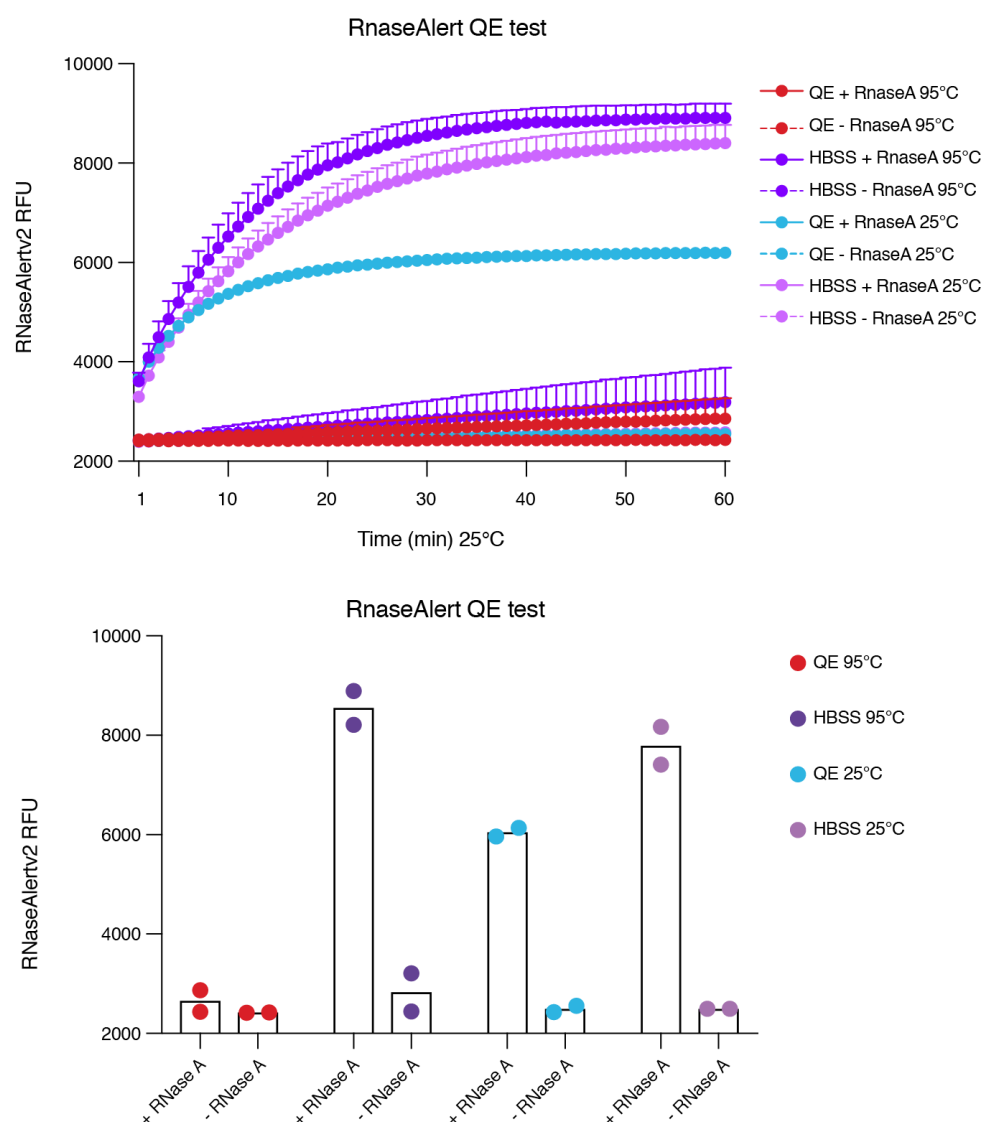 RnaseAlert QE test
10000
8000
6000
4000
2000
RNaseAlertv2 RFU
1 10 20 30 40 50 60
Time (min) 25°C
QE + RnaseA 95°C
QE - RnaseA 95°C
HBSS + RnaseA 95°C
HBSS - RnaseA 95°C
QE + RnaseA 25°C
QE - RnaseA 25°C
HBSS + RnaseA 25°C
HBSS - RnaseA 25°C
RnaseAlert QE test
10000
8000
6000
4000
2000
RNaseAlertv2 RFU
+ RNase A
- RNase A
+ RNase A
- RNase A
+ RNase A
- RNase A
+ RNase A
- RNase A
QE 95°C
HBSS 95°C
QE 25°C
HBSS 25°C